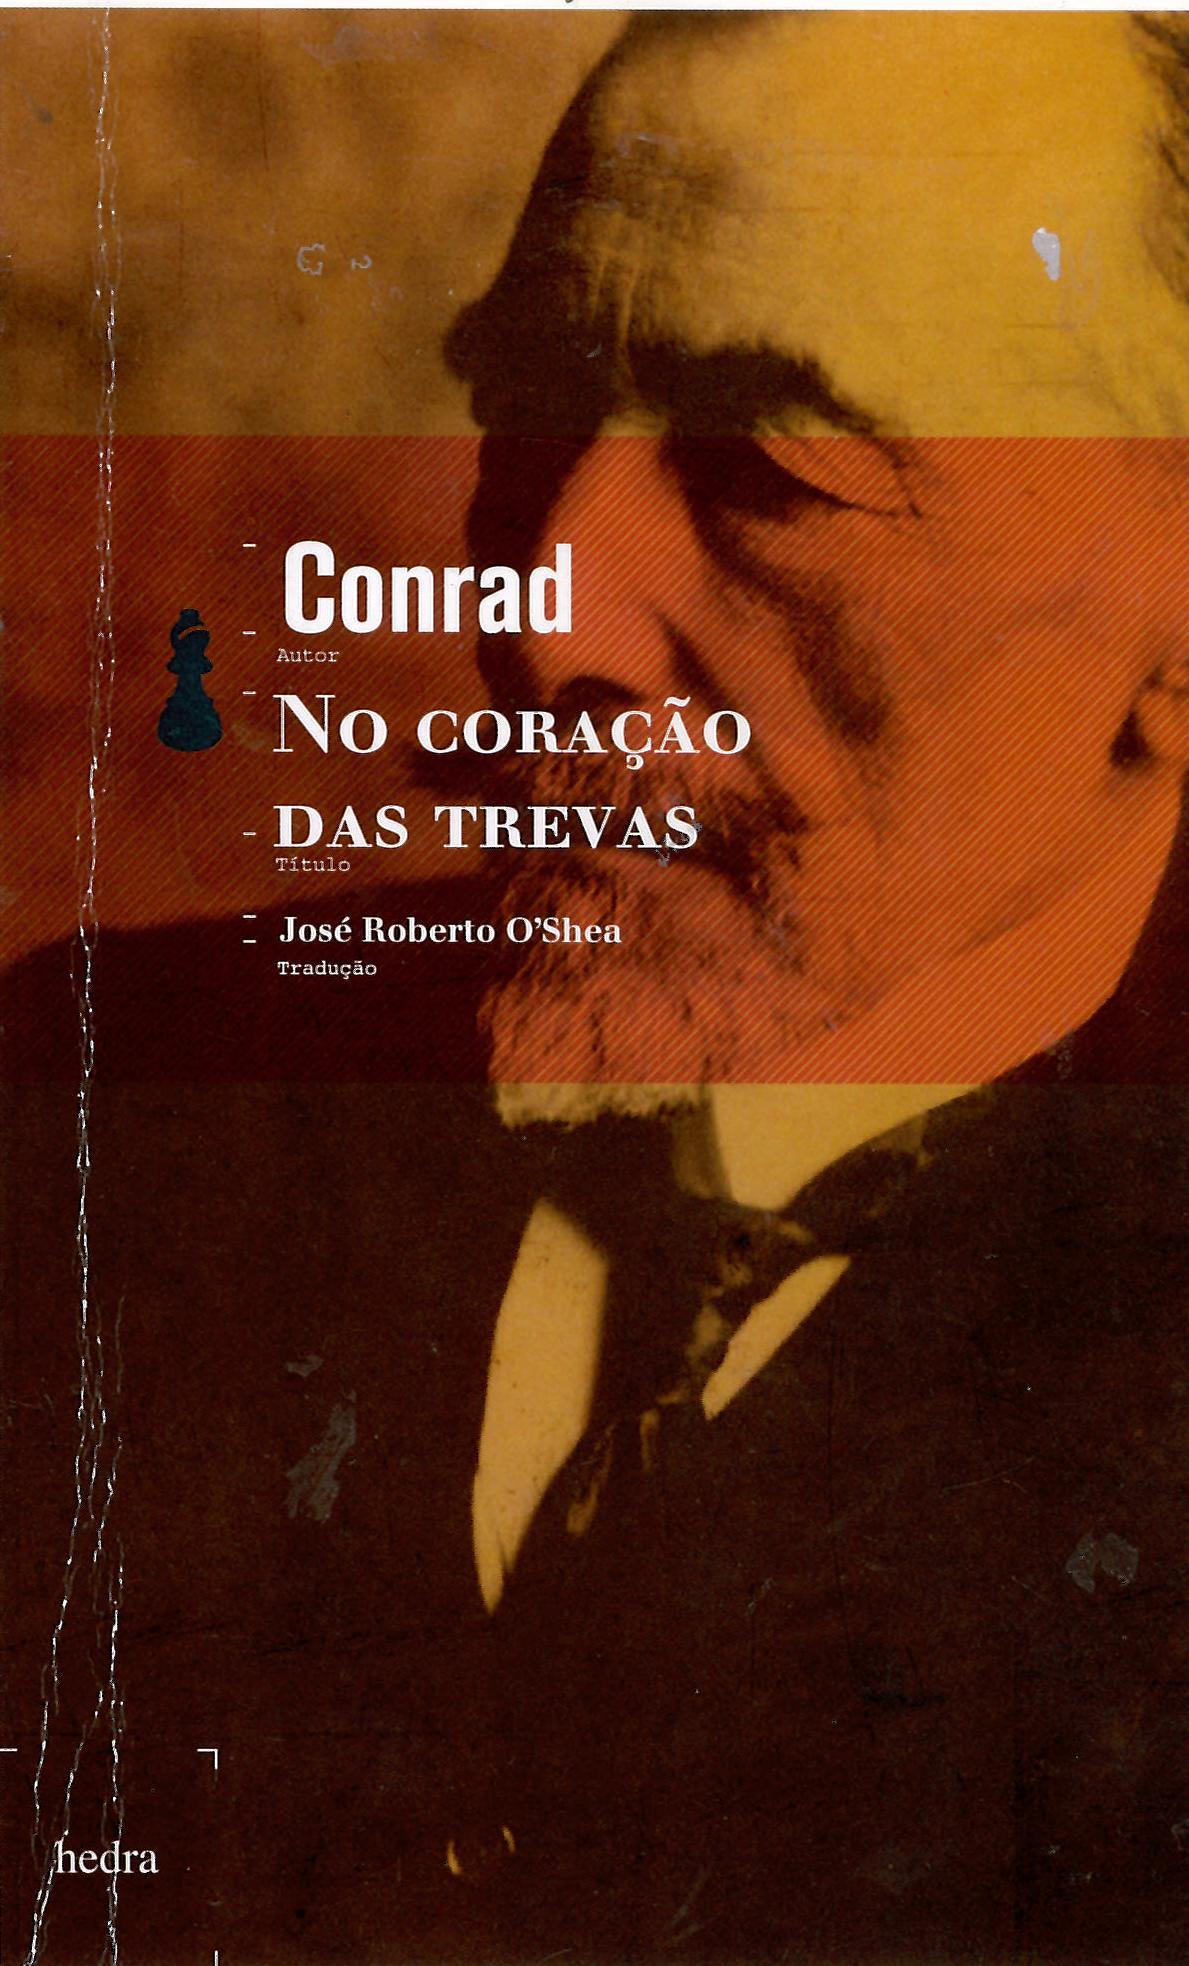 Conrad
Autor
No coração
das trevas
Título
José Roberto O'Shea
Tradução
hedra